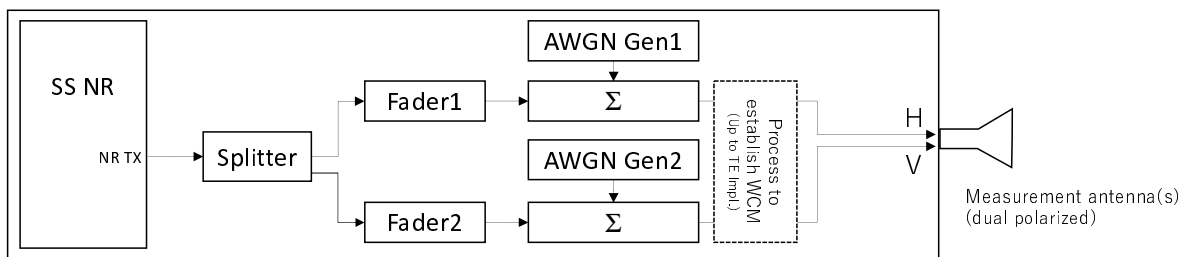 AWGN Gen1
SS NR
Fader1
Σ
NR TX
Splitter
AWGN Gen2
Fader2
Σ
Process to
establish WCM
(Up to TE Impl.)
H
V
Measurement antenna(s)
(dual polarized)